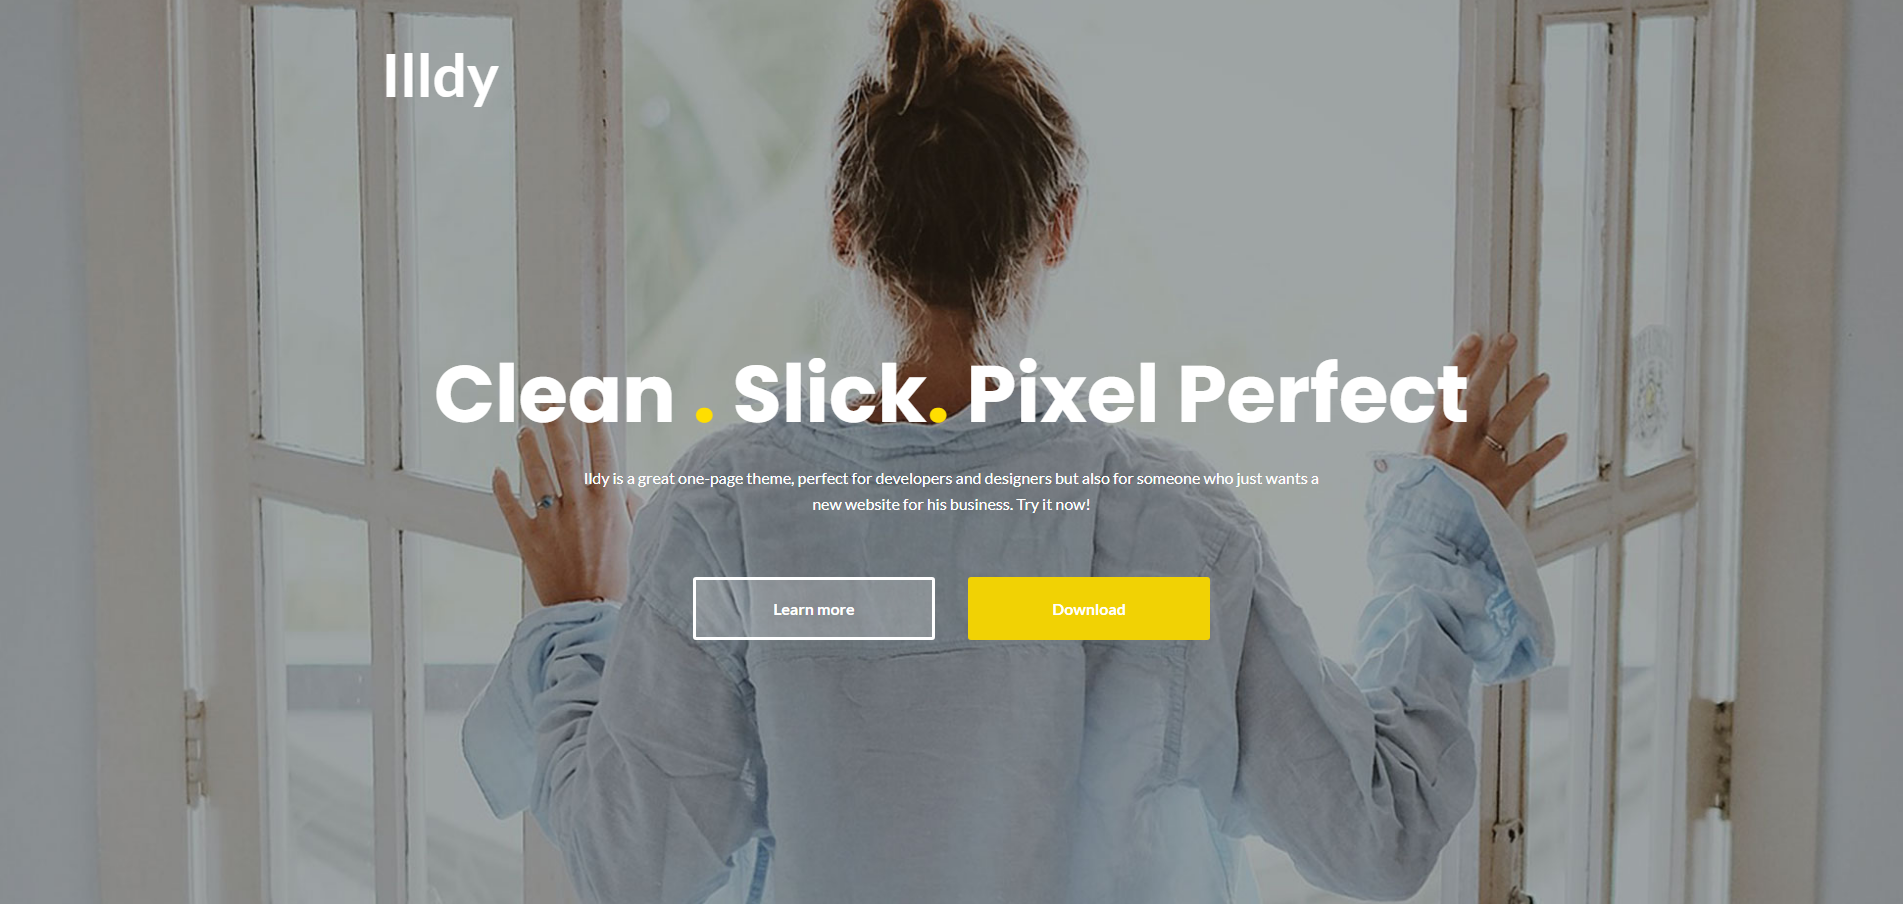 Illdy
Clean . Slick. Pixel Perfect
Illdy is a great one-page theme, perfect for developers and designers but also for someone who just wants a
new website for his business. Try it now!
Learn more
Download